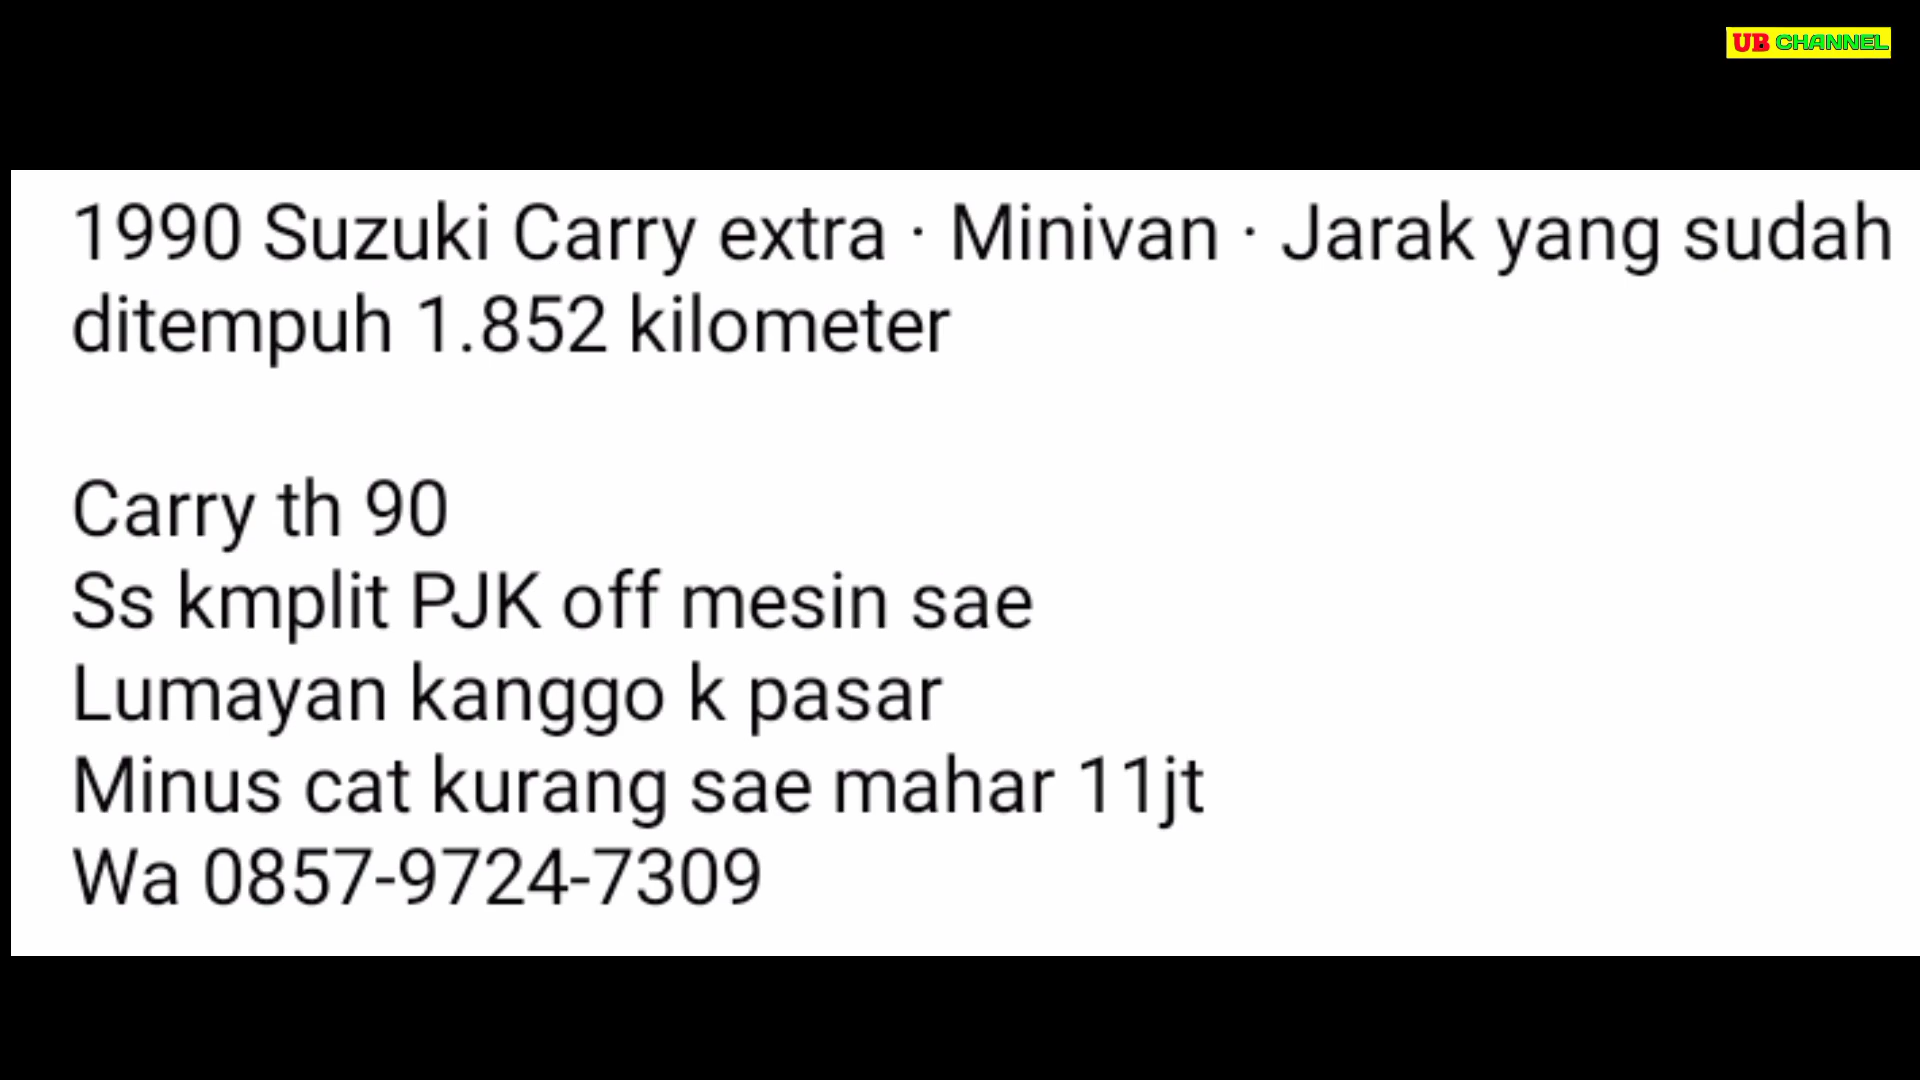 UB CHANNEL
1990 Suzuki Carry extra · Minivan · Jarak yang sudah
ditempuh 1.852 kilometer
Carry th 90
Ss kmplit PJK off mesin sae
Lumayan kanggo k pasar
Minus cat kurang sae mahar 11jt
Wa 0857-9724-7309